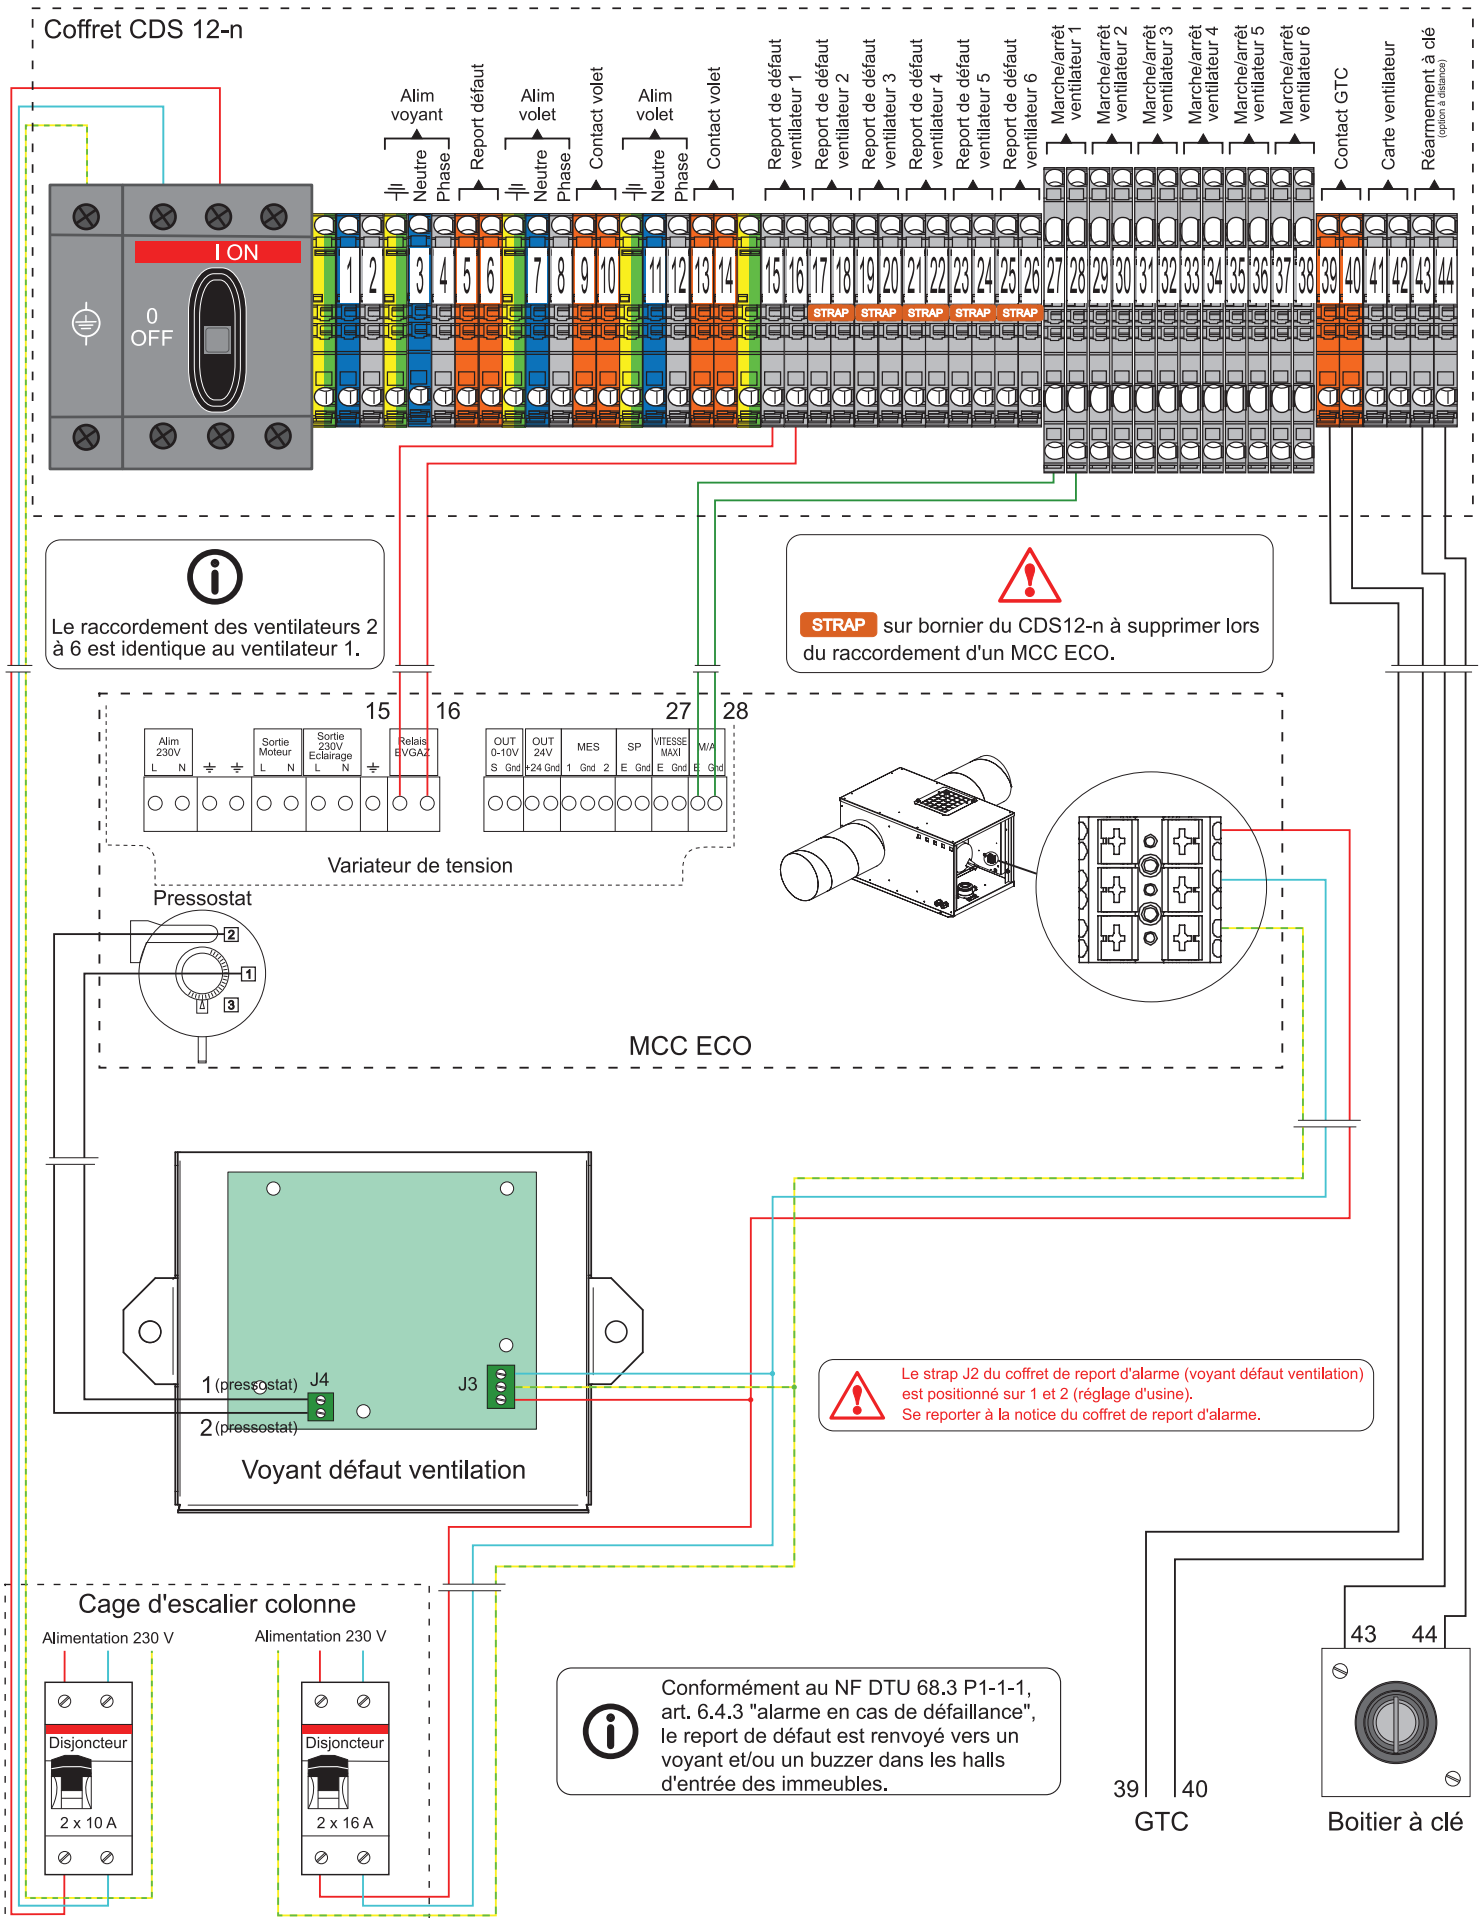 Coffret CDS 12-n
Alim
voyant
Neutre
Phase
Report défaut
Alim
volet
Neutre
Phase
Contact volet
Alim
volet
Neutre
Phase
Contact volet
Report de défaut
ventilateur 1
Report de défaut
ventilateur 2
Report de défaut
ventilateur 3
Report de défaut
ventilateur 4
Report de défaut
ventilateur 5
Report de défaut
ventilateur 6
Marche/arrêt
ventilateur 1
Marche/arrêt
ventilateur 2
Marche/arrêt
ventilateur 3
Marche/arrêt
ventilateur 4
Marche/arrêt
ventilateur 5
Marche/arrêt
ventilateur 6
Contact GTC
Carte ventilateur
Réarmement à clé
(option à distance)
I ON
0
OFF
1 2 3 4 5 6 7 8 9 10 11 12 13 14 15 16 17 18 19 20 21 22 23 24 25 26 27 28 29 30 31 32 33 34 35 36 37 38 39 40 41 42 43 44
STRAP STRAP STRAP STRAP STRAP
Le raccordement des ventilateurs 2
à 6 est identique au ventilateur 1.
STRAP sur bornier du CDS12-n à supprimer lors
du raccordement d'un MCC ECO.
15 16 27 28
Alim
230V
L N
Sortie
Moteur
L N
Sortie
230V
Eclairage
L N
Relais
EVGAZ
OUT
0-10V
S Gnd
OUT
24V
+24 Gnd
MES
1 Gnd 2
SP
E Gnd
VITESSE
MAXI
E Gnd
M/A
E Gnd
Variateur de tension
Pressostat
2
1
3
MCC ECO
1 (pressostat)
J4
2 (pressostat)
J3
Voyant défaut ventilation
Le strap J2 du coffret de report d'alarme (voyant défaut ventilation)
est positionné sur 1 et 2 (réglage d'usine).
Se reporter à la notice du coffret de report d'alarme.
Cage d'escalier colonne
Alimentation 230 V
Alimentation 230 V
Disjoncteur
2 x 10 A
Disjoncteur
2 x 16 A
Conformément au NF DTU 68.3 P1-1-1,
art. 6.4.3 "alarme en cas de défaillance",
le report de défaut est renvoyé vers un
voyant et/ou un buzzer dans les halls
d'entrée des immeubles.
39 40
GTC
43 44
Boitier à clé